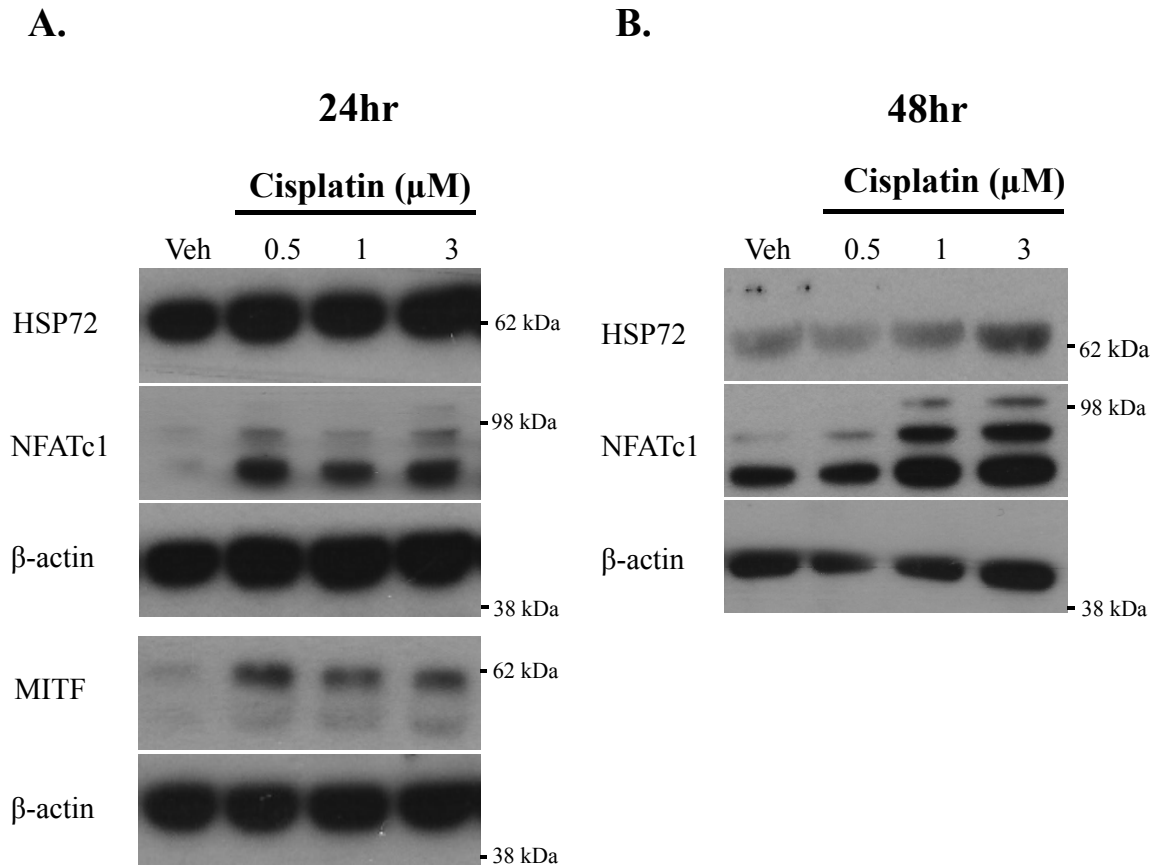 A.
24hr
Cisplatin (µM)
Veh 0.5 1 3
HSP72
62 kDa
NFATc1
98 kDa
β-actin
38 kDa
MITF
62 kDa
β-actin
38 kDa
B.
48hr
Cisplatin (µM)
Veh 0.5 1 3
HSP72
62 kDa
NFATc1
98 kDa
β-actin
38 kDa